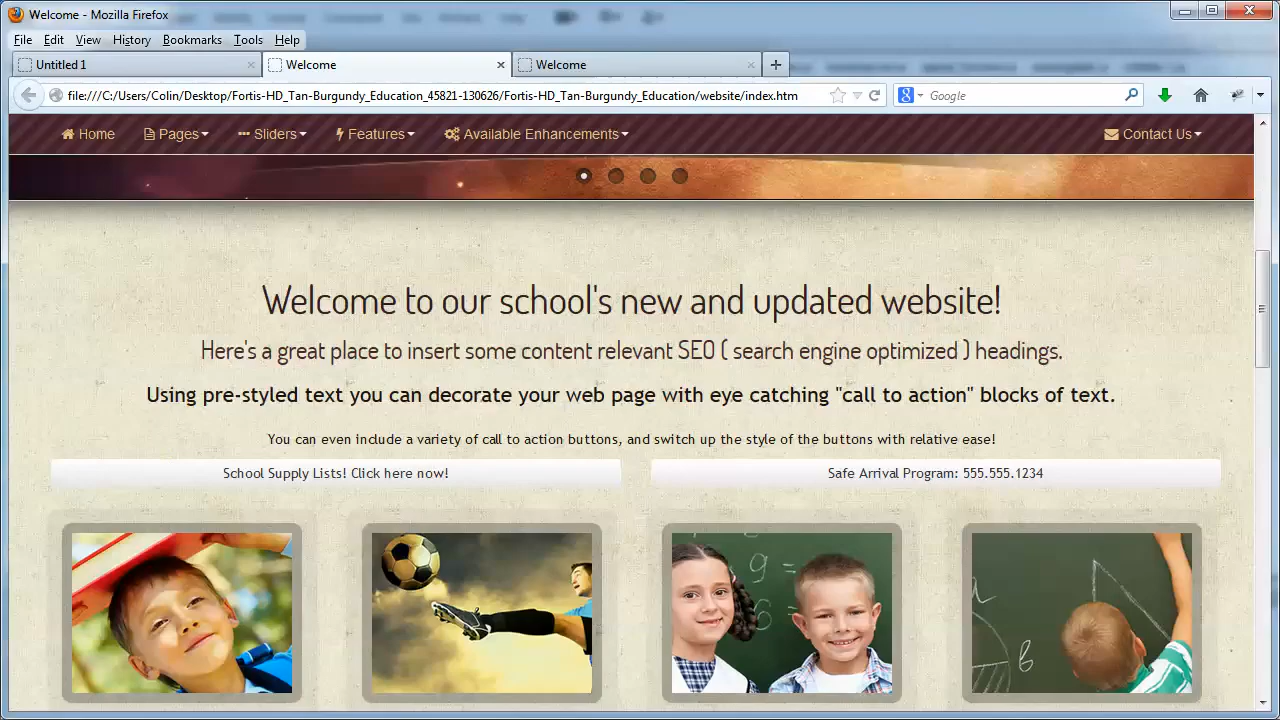 Welcome - Mozilla Firefox
File Edit View History Bookmarks Tools Help
Untitled 1
Welcome
Welcome
file:///C:/Users/Colin/Desktop/Fortis-HD_Tan-Burgundy_Education_45821-130626/Fortis-HD_Tan-Burgundy_Education/website/index.htm
Google
Home Pages Sliders Features Available Enhancements Contact Us
Welcome to our school's new and updated website!
Here's a great place to insert some content relevant SEO ( search engine optimized ) headings.
Using pre-styled text you can decorate your web page with eye catching "call to action" blocks of text.
You can even include a variety of call to action buttons, and switch up the style of the buttons with relative ease!
School Supply Lists! Click here now!
Safe Arrival Program: 555.555.1234